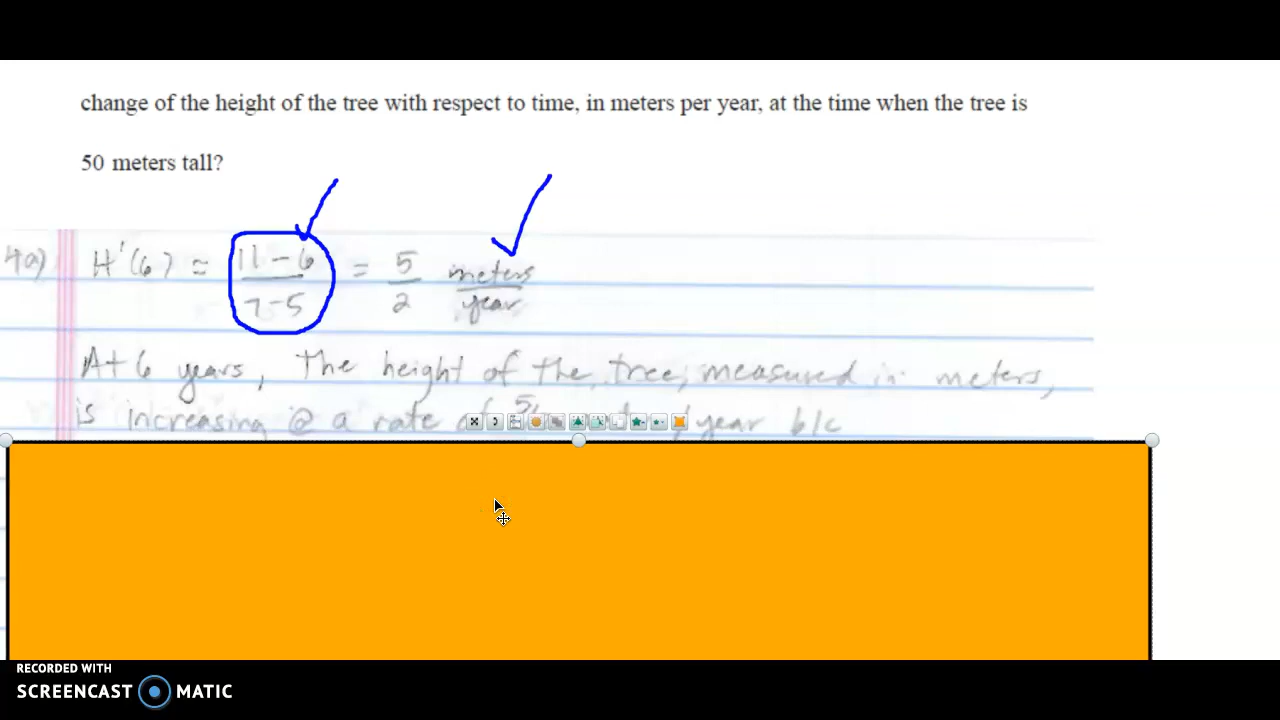 change of the height of the tree with respect to time, in meters per year, at the time when the tree is
50 meters tall?
4a) H'(6) ≈ 11-6 / 7-5 = 5/2 meters/year
At 6 years, The height of the tree, measured in meters,
is increasing @ a rate of year b/c
RECORDED WITH
SCREENCAST MATIC